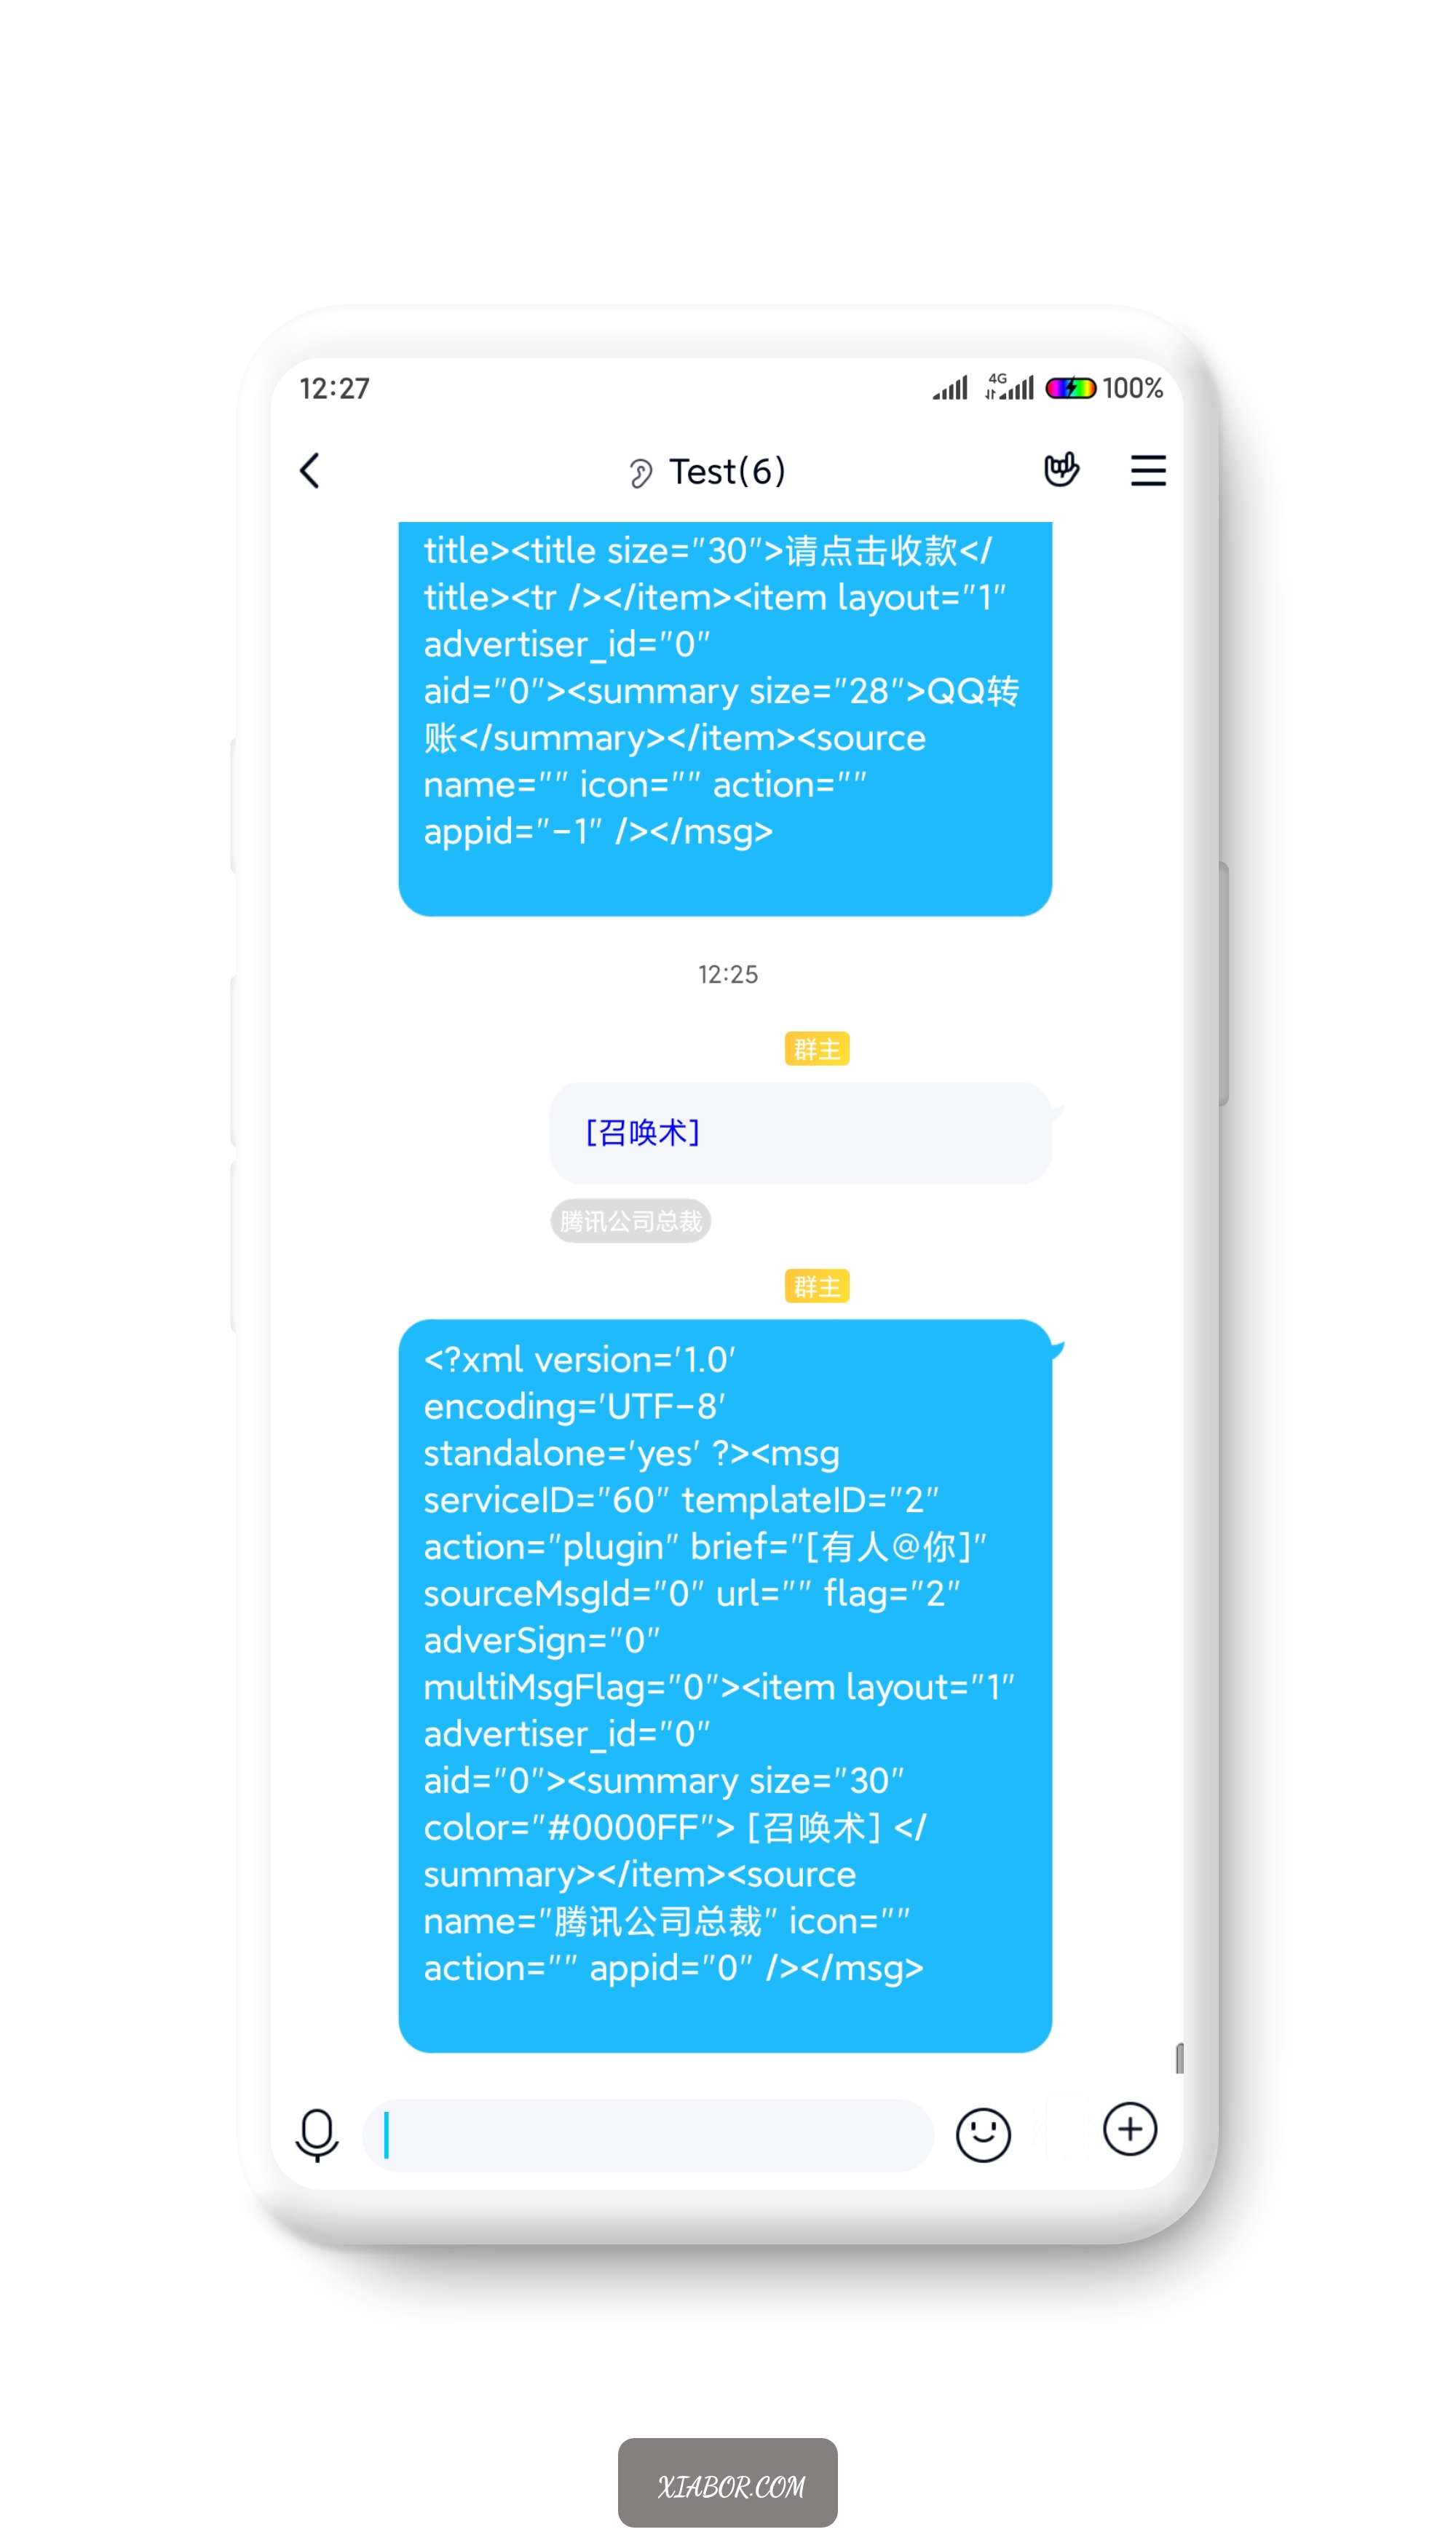 12:27
4G
100%
Test(6)
title><title size="30">请点击收款</
title><tr /></item><item layout="1"
advertiser_id="0"
aid="0"><summary size="28">QQ转
账</summary></item><source
name="" icon="" action=""
appid="-1" /></msg>
12:25
群主
[召唤术]
腾讯公司总裁
群主
<?xml version='1.0'
encoding='UTF-8'
standalone='yes' ?><msg
serviceID="60" templateID="2"
action="plugin" brief="[有人@你]"
sourceMsgId="0" url="" flag="2"
adverSign="0"
multiMsgFlag="0"><item layout="1"
advertiser_id="0"
aid="0"><summary size="30"
color="#0000FF"> [召唤术] </
summary></item><source
name="腾讯公司总裁" icon=""
action="" appid="0" /></msg>
XIABOR.COM